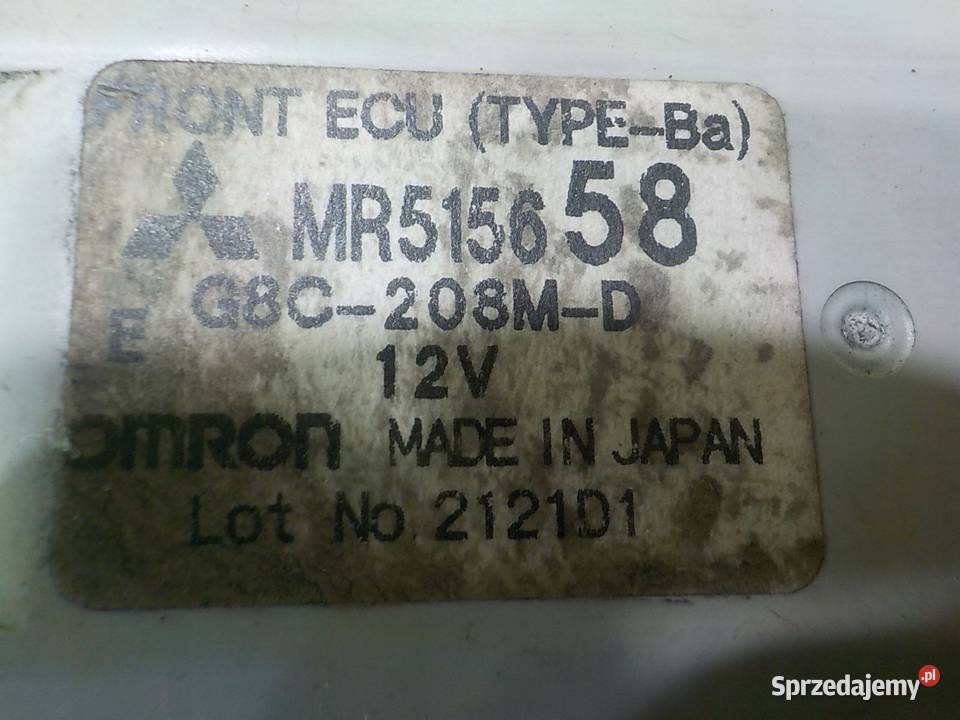 FRONT ECU (TYPE-Ba)
MR515658
G8C-208M-D
E
12V
OMRON MADE IN JAPAN
Lot No. 2121D1
Sprzedajemy.pl